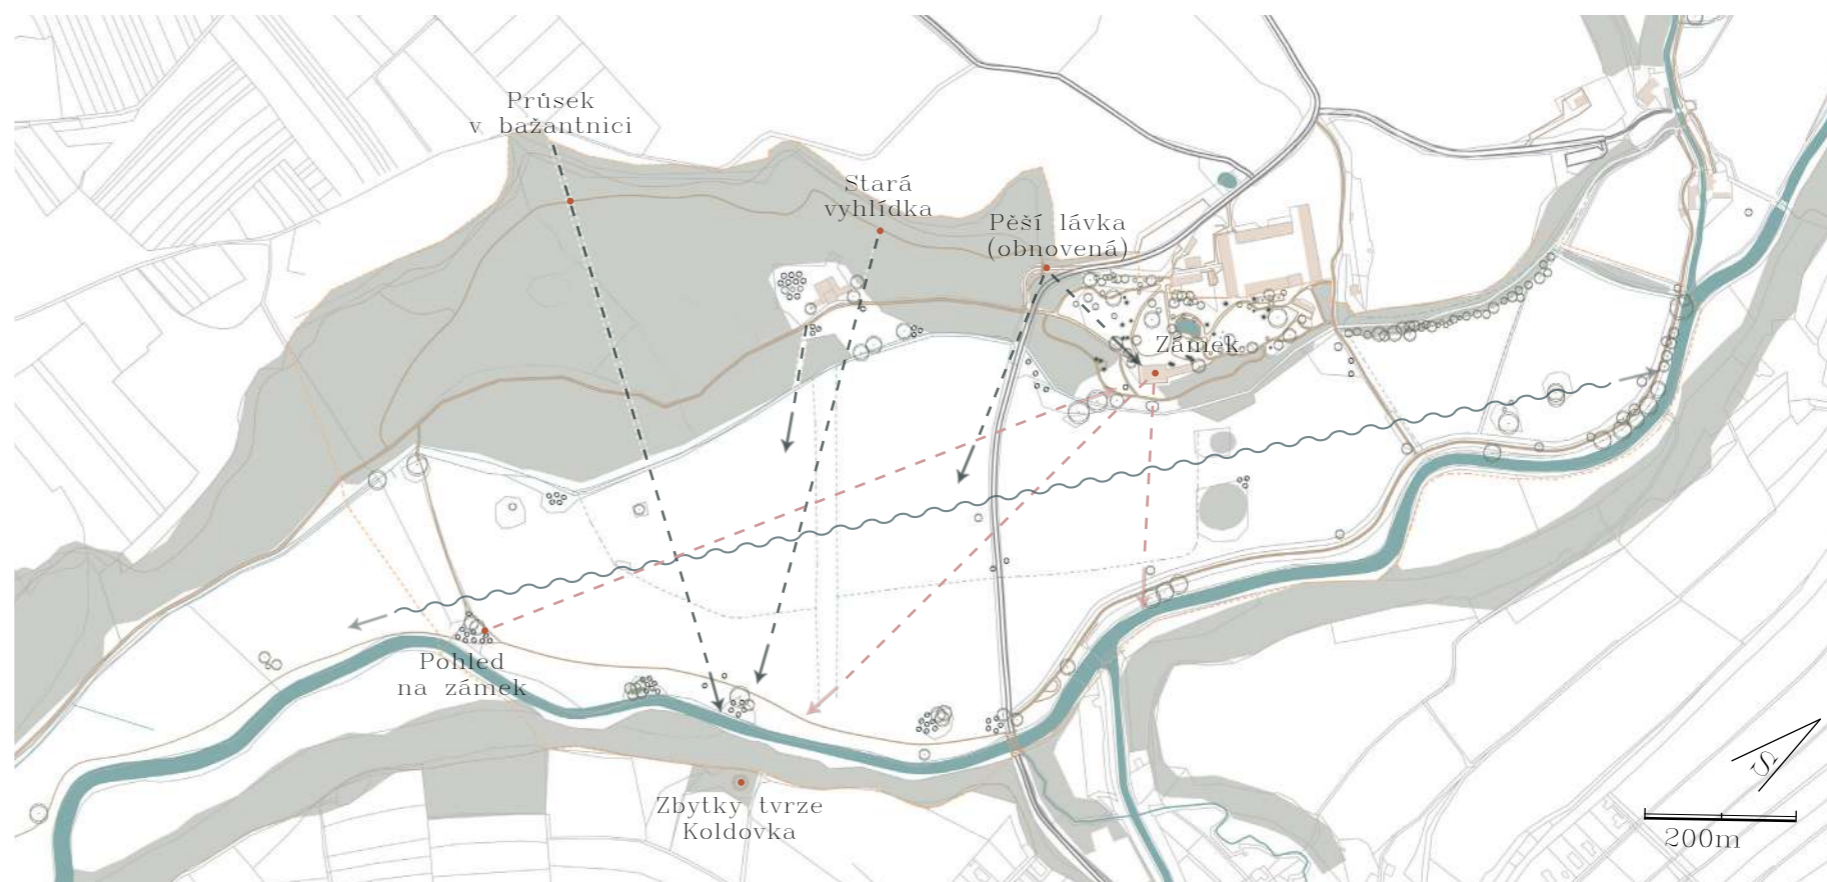 Průsek
v bažantnici
Stará
vyhlídka
Pěší lávka
(obnovená)
Zámek
Pohled
na zámek
Zbytky tvrze
Koldovka
S
200m